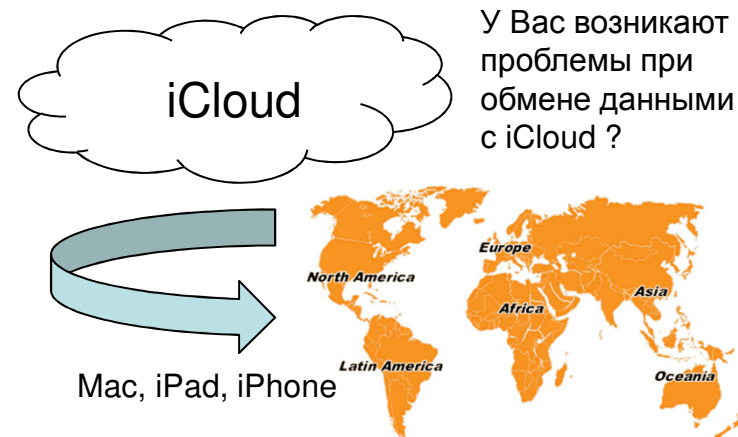 iCloud
У Вас возникают
проблемы при
обмене данными
с iCloud ?
Europe
North America
Asia
Africa
Latin America
Oceania
Mac, iPad, iPhone